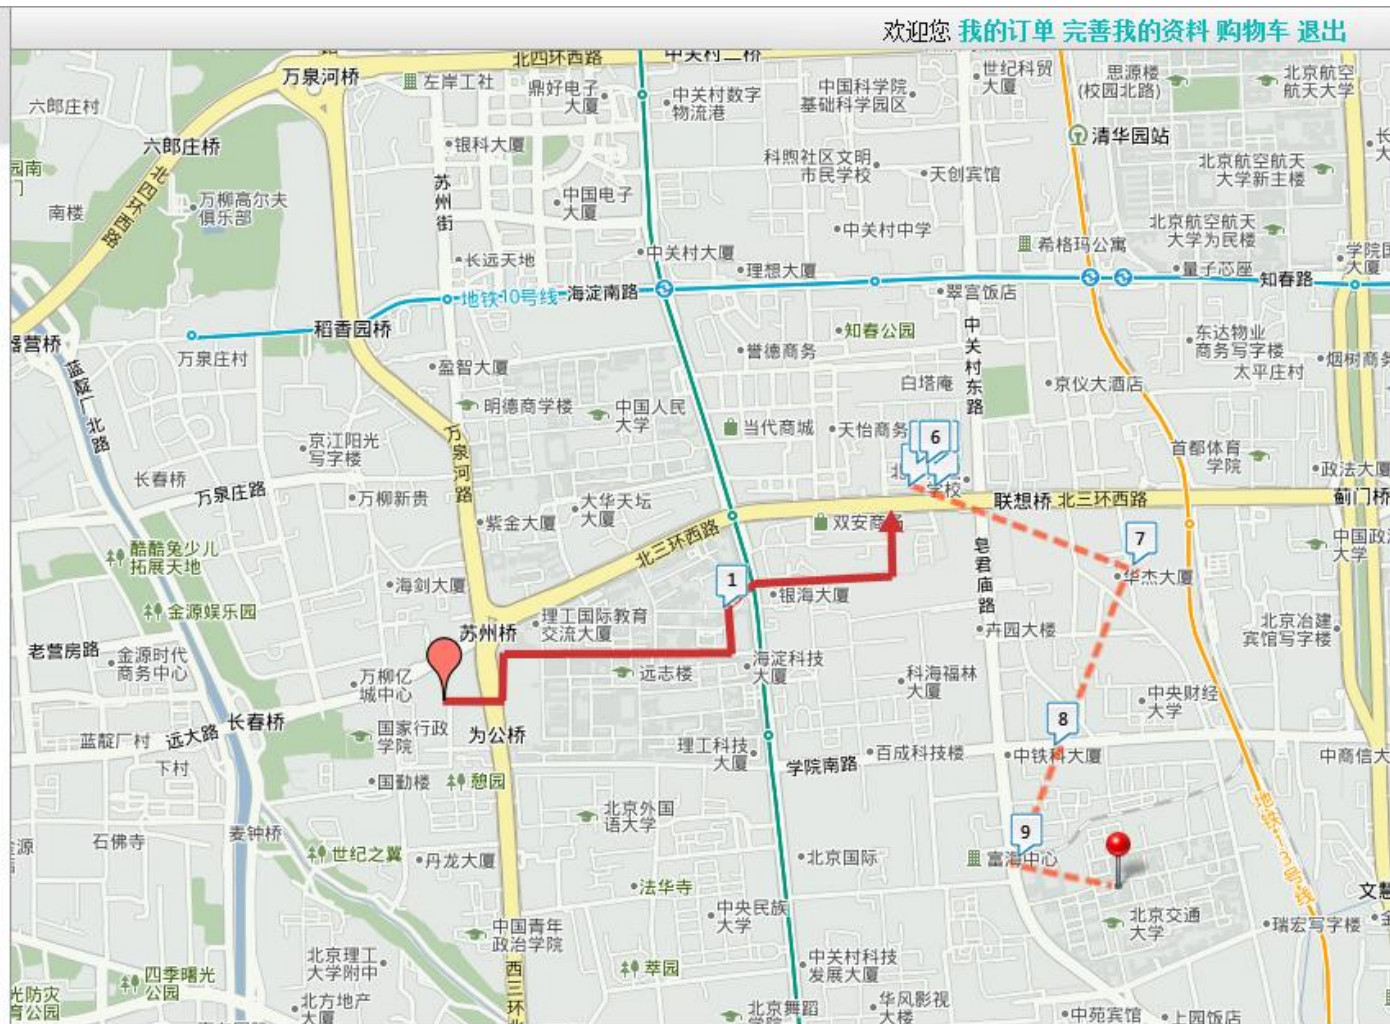 欢迎您 我的订单 完善我的资料 购物车 退出
北四环西路
万泉河桥
左岸工社
鼎好电子
大厦
中关村数字
物流港
中国科学院
基础科学园区
世纪科贸
大厦
思源楼
(校园北路)
北京航空
航天大学
六郎庄村
六郎庄桥
银科大厦
清华园站
科煦社区文明
市民学校
天创宾馆
北京航空航天
大学新主楼
北四环西路
苏州街
万柳高尔夫
俱乐部
南楼
中国电子
大厦
中关村中学
北京航空航天
大学为民楼
希格玛公寓
长远天地
中关村大厦
理想大厦
量子芯座
知春路
地铁10号线
海淀南路
翠宫饭店
稻香园桥
万泉庄村
知春公园
中关村东路
东达物业
商务写字楼
太平庄村
誉德商务
盈智大厦
蓝靛厂北路
白塔庵
京仪大酒店
明德商学楼
中国人民
大学
当代商城
天怡商务
6
万泉河路
京江阳光
写字楼
首都体育
学院
长春桥
万泉庄路
万柳新贵
大华天坛
大厦
联想桥
北三环西路
蓟门桥
紫金大厦
北三环西路
7
酷酷兔少儿
拓展天地
海剑大厦
1
银海大厦
华杰大厦
皂君庙路
金源娱乐园
苏州桥
理工国际教育
交流大厦
卉园大楼
北京冶建
宾馆写字楼
老营房路
金源时代
商务中心
万柳亿
城中心
远志楼
海淀科技
大厦
科海福林
大厦
中央财经
大学
8
长春桥
远大路
蓝靛厂村
下村
国家行政
学院
为公桥
理工科技
大厦
学院南路
百成科技楼
中铁科大厦
国勤楼
憩园
北京外国
语大学
地铁13号线
石佛寺
麦钟桥
世纪之翼
丹龙大厦
北京国际
9
富海中心
法华寺
中央民族
大学
北京交通
大学
瑞宏写字楼
中国青年
政治学院
北京理工
大学附中
四季曙光
公园
萃园
中关村科技
发展大厦
北方地产
大厦
华风影视
大楼
中苑宾馆
上园饭店